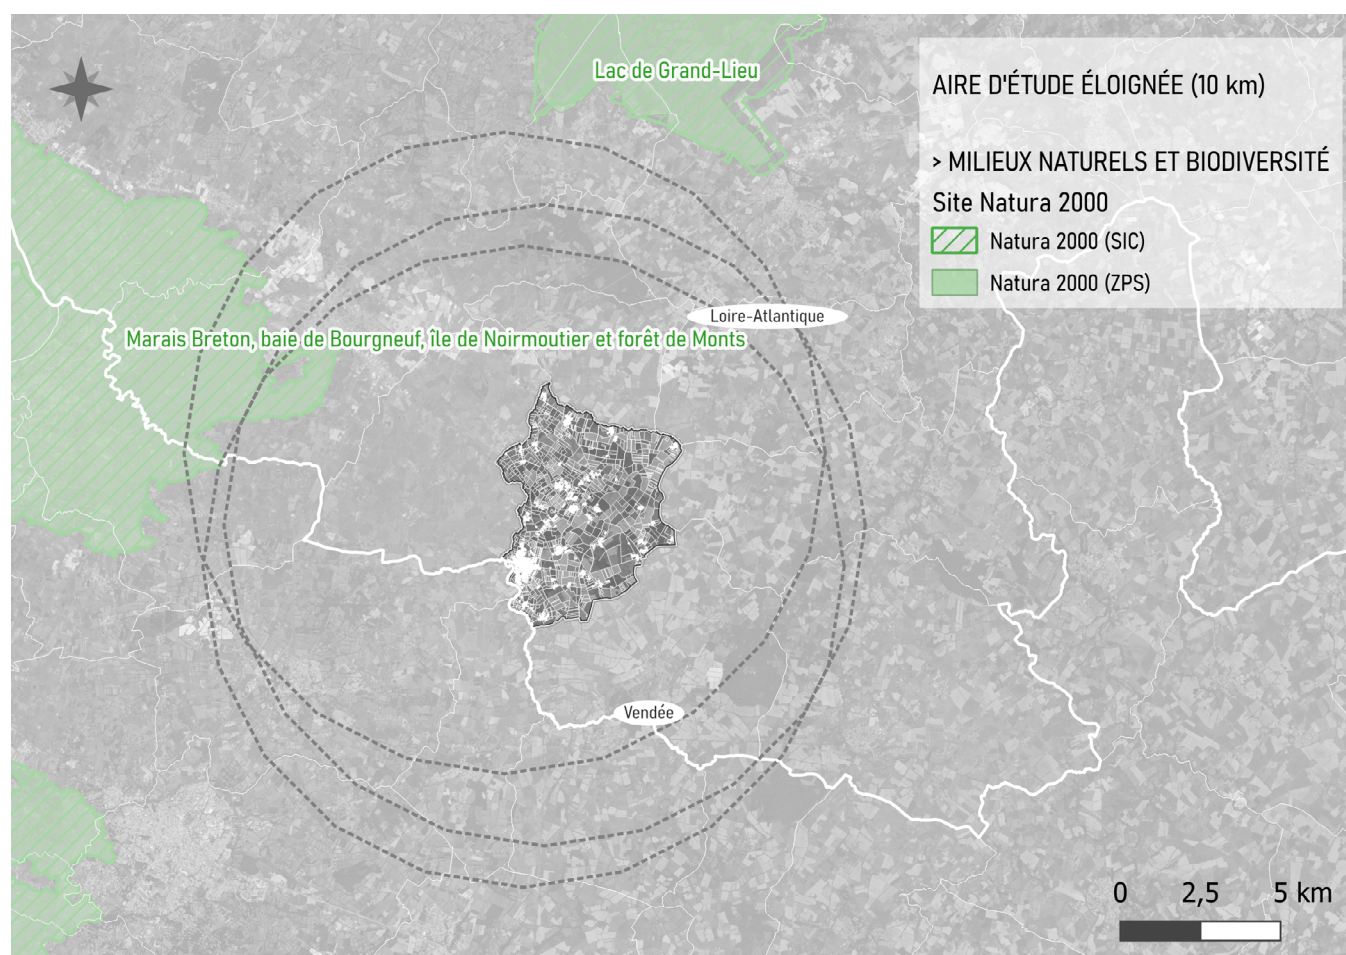 Lac de Grand-Lieu
AIRE D'ÉTUDE ÉLOIGNÉE (10 km)
> MILIEUX NATURELS ET BIODIVERSITÉ
Site Natura 2000
Natura 2000 (SIC)
Natura 2000 (ZPS)
Loire-Atlantique
Marais Breton, baie de Bourgneuf, île de Noirmoutier et forêt de Monts
Vendée
0 2,5 5 km